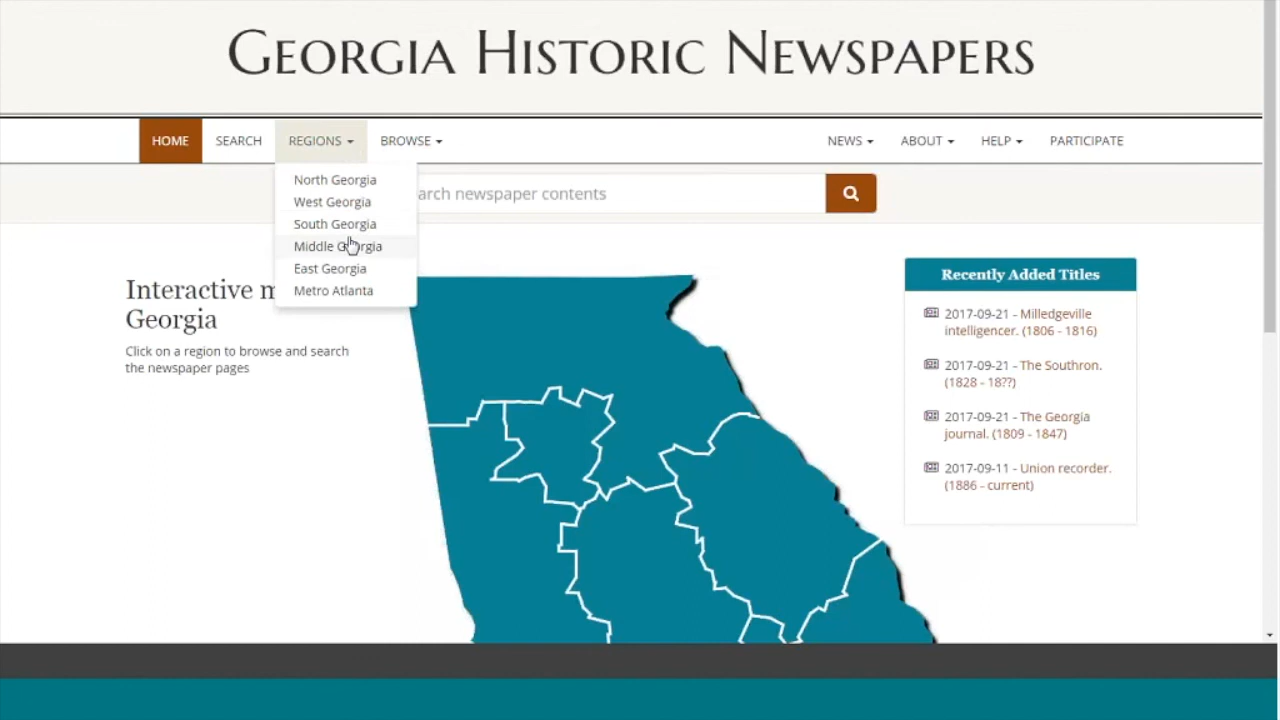 GEORGIA HISTORIC NEWSPAPERS
HOME
SEARCH
REGIONS
BROWSE
NEWS
ABOUT
HELP
PARTICIPATE
North Georgia
West Georgia
South Georgia
Middle Georgia
East Georgia
Metro Atlanta
newspaper contents
Interactive
Georgia
Click on a region to browse and search
the newspaper pages
Recently Added Titles
2017-09-21 - Milledgeville
intelligencer. (1806 - 1816)
2017-09-21 - The Southron.
(1828 - 18??)
2017-09-21 - The Georgia
journal. (1809 - 1847)
2017-09-11 - Union recorder.
(1886 - current)